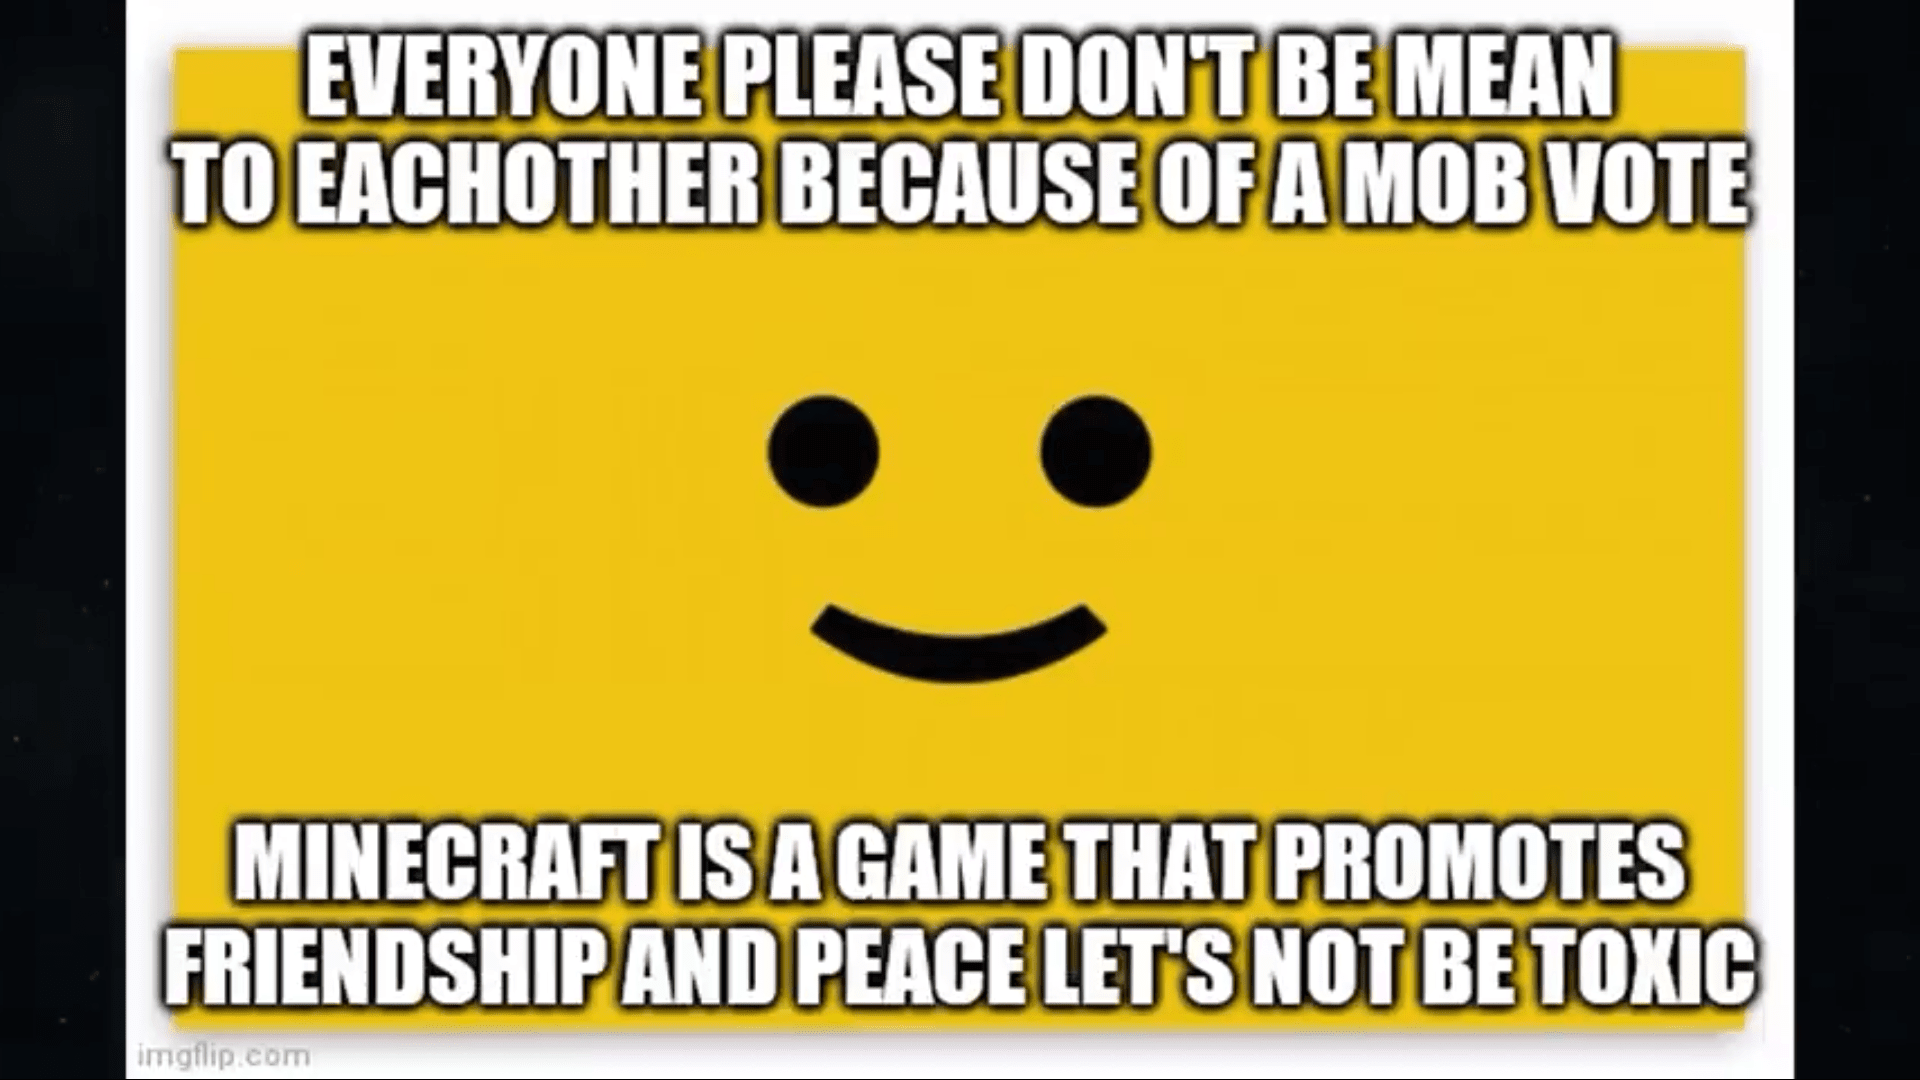 EVERYONE PLEASE DON'T BE MEAN
TO EACHOTHER BECAUSE OF A MOB VOTE
MINECRAFT IS A GAME THAT PROMOTES
FRIENDSHIP AND PEACE LET'S NOT BE TOXIC
imgflip.com